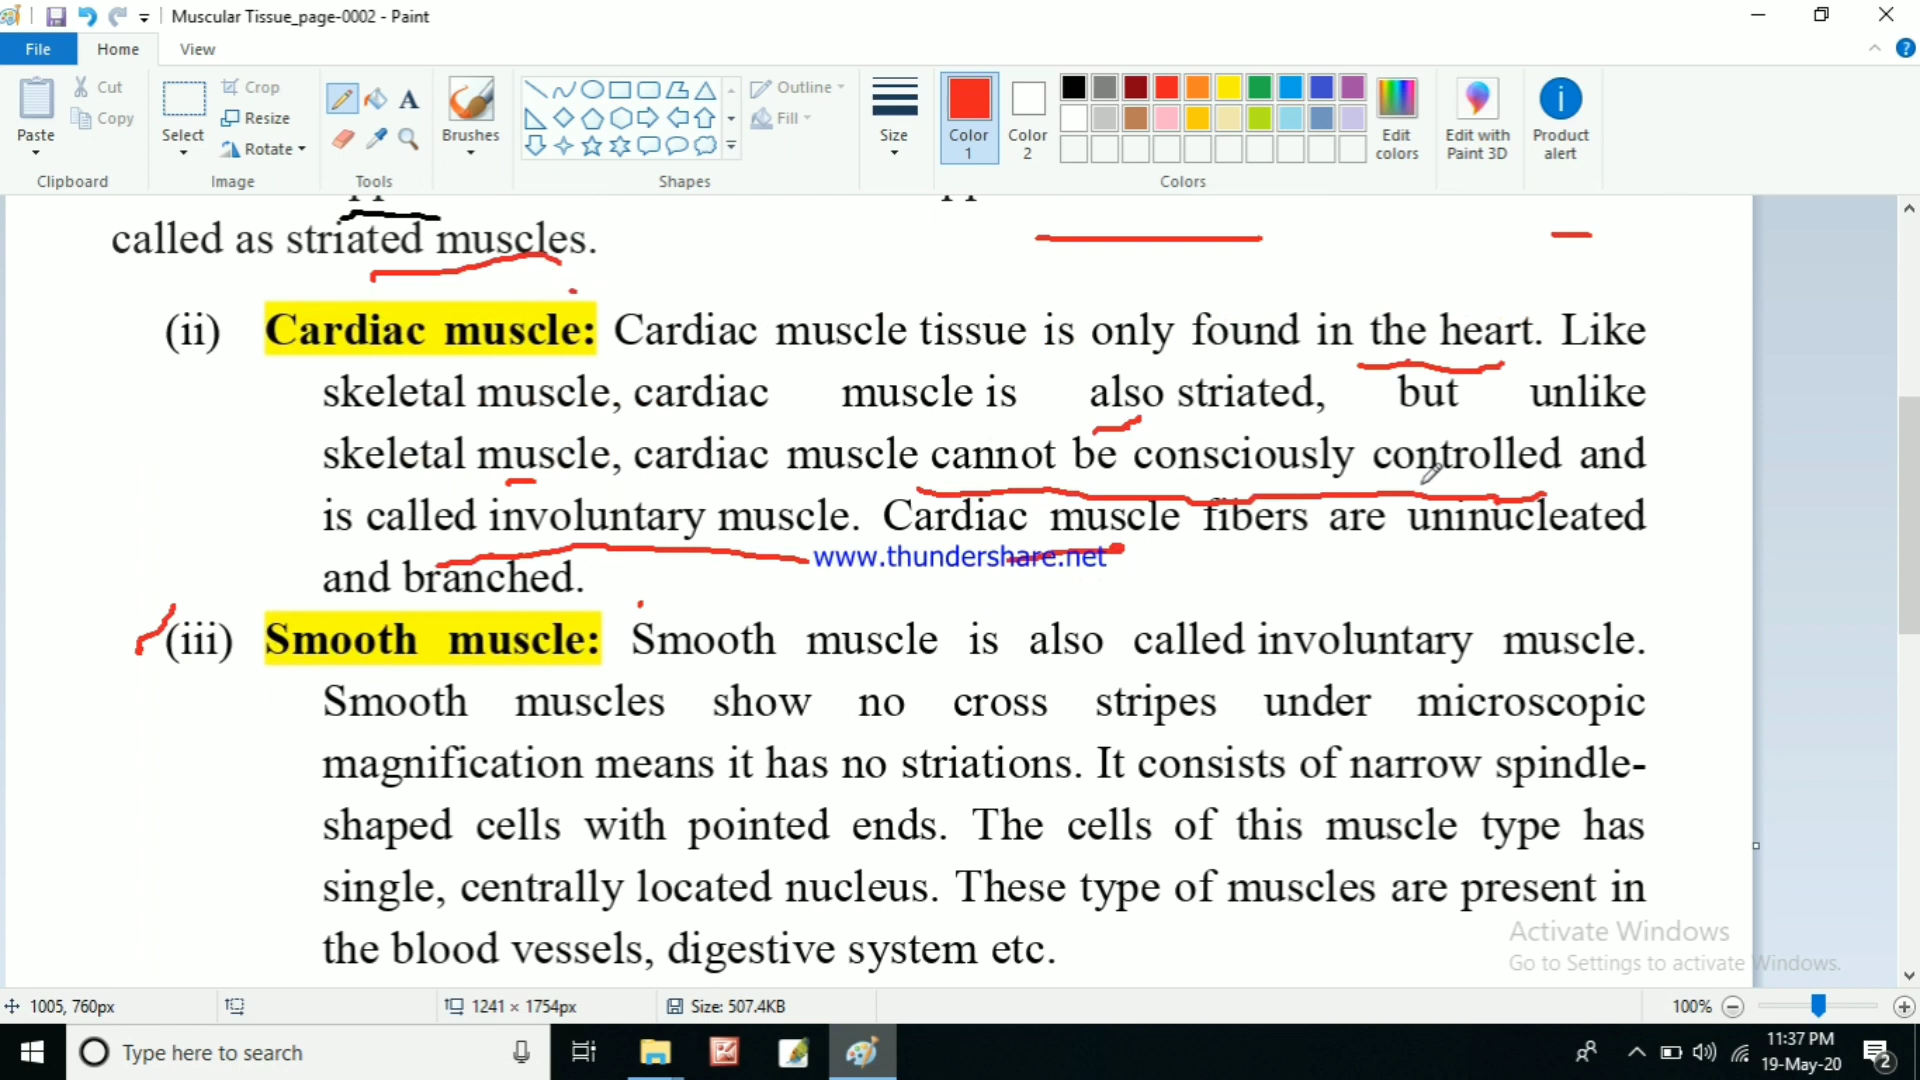 Muscular Tissue_page-0002 - Paint
File Home View
Paste
Cut
Copy
Clipboard
Select
Crop
Resize
Rotate
Image
Tools
Brushes
Shapes
Outline
Fill
Size
Color 1
Color 2
Colors
Edit colors
Edit with Paint 3D
Product alert
called as striated muscles.
(ii) Cardiac muscle: Cardiac muscle tissue is only found in the heart. Like
skeletal muscle, cardiac muscle is also striated, but unlike
skeletal muscle, cardiac muscle cannot be consciously controlled and
is called involuntary muscle. Cardiac muscle fibers are uninucleated
www.thundershare.net
and branched.
(iii) Smooth muscle: Smooth muscle is also called involuntary muscle.
Smooth muscles show no cross stripes under microscopic
magnification means it has no striations. It consists of narrow spindle-
shaped cells with pointed ends. The cells of this muscle type has
single, centrally located nucleus. These type of muscles are present in
the blood vessels, digestive system etc.
Activate Windows
Go to Settings to activate Windows.
1005, 760px
1241 × 1754px
Size: 507.4KB
100%
Type here to search
11:37 PM
19-May-20
2